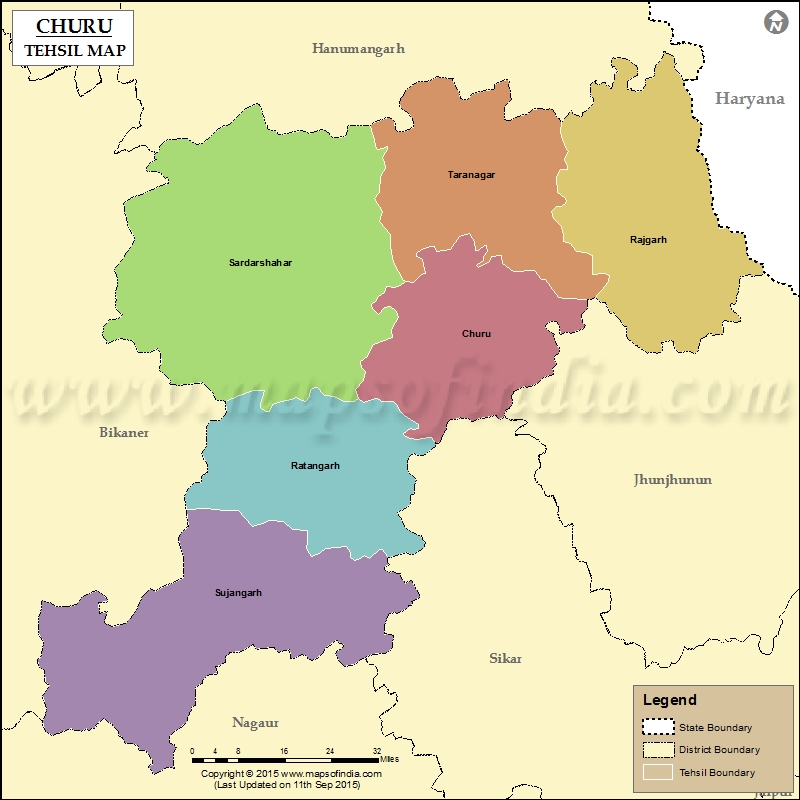 CHURU
TEHSIL MAP
Hanumangarh
N
Haryana
Taranagar
Rajgarh
Sardarshahar
Churu
www.mapsofindia.com
Bikaner
Ratangarh
Jhunjhunun
Sujangarh
Sikar
Nagaur
Legend
State Boundary
District Boundary
Tehsil Boundary
0 4 8 16 24 32
Miles
Copyright © 2015 www.mapsofindia.com
(Last Updated on 11th Sep 2015)
Jaipur